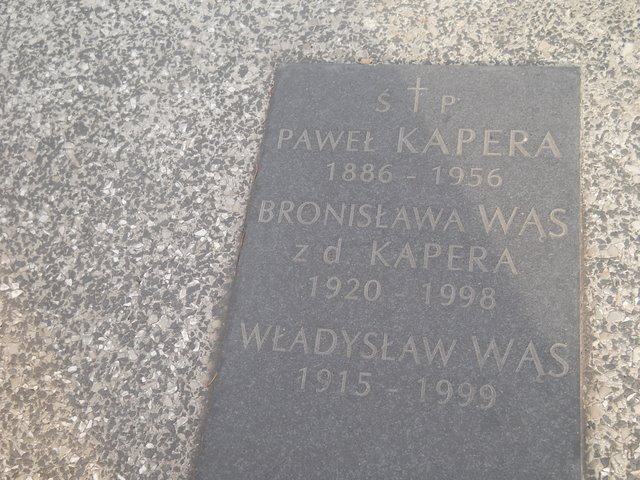 Ś † P
PAWEŁ KAPERA
1886 - 1956
BRONISŁAWA WĄS
z d. KAPERA
1920 - 1998
WŁADYSŁAW WĄS
1915 - 1999